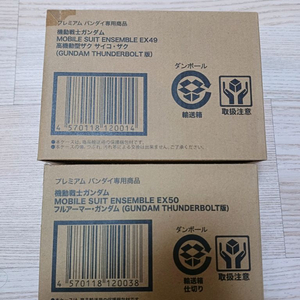 プレミアム バンダイ専用商品
機動戦士ガンダム
MOBILE SUIT ENSEMBLE EX49
高機動型ザク サイコ・ザク
(GUNDAM THUNDERBOLT版)
ダンボール
輸送箱
取扱注意
4 570118 120014
プレミアム バンダイ専用商品
機動戦士ガンダム
MOBILE SUIT ENSEMBLE EX50
フルアーマー・ガンダム (GUNDAM THUNDERBOLT版)
ダンボール
輸送箱
仕切り
取扱注意
4 570118 120038